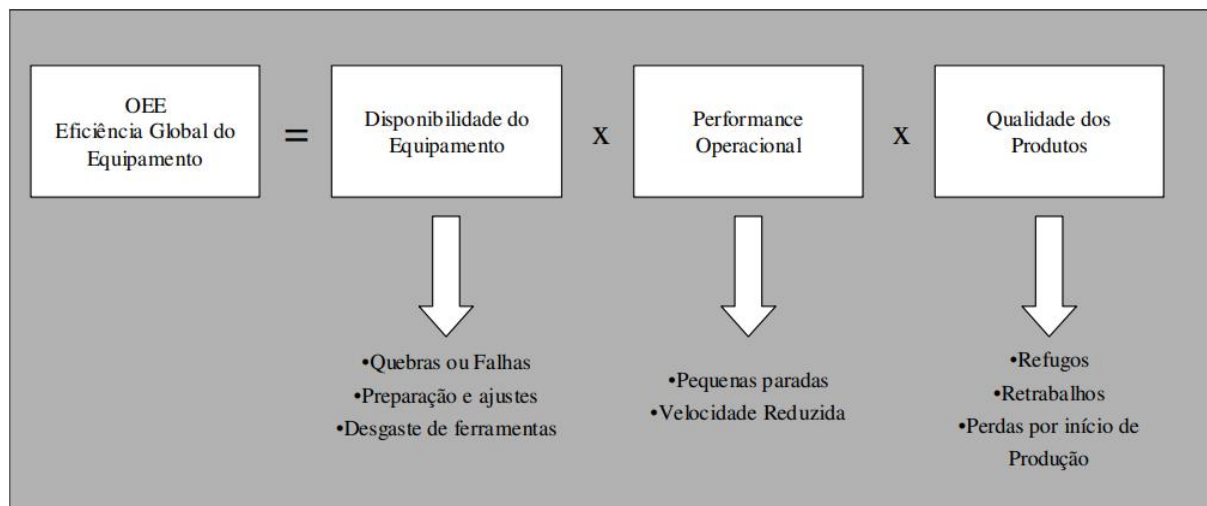 OEE
Eficiência Global do
Equipamento
=
Disponibilidade do
Equipamento
x
Performance
Operacional
x
Qualidade dos
Produtos
•Quebras ou Falhas
•Preparação e ajustes
•Desgaste de ferramentas
•Pequenas paradas
•Velocidade Reduzida
•Refugos
•Retrabalhos
•Perdas por início de
Produção